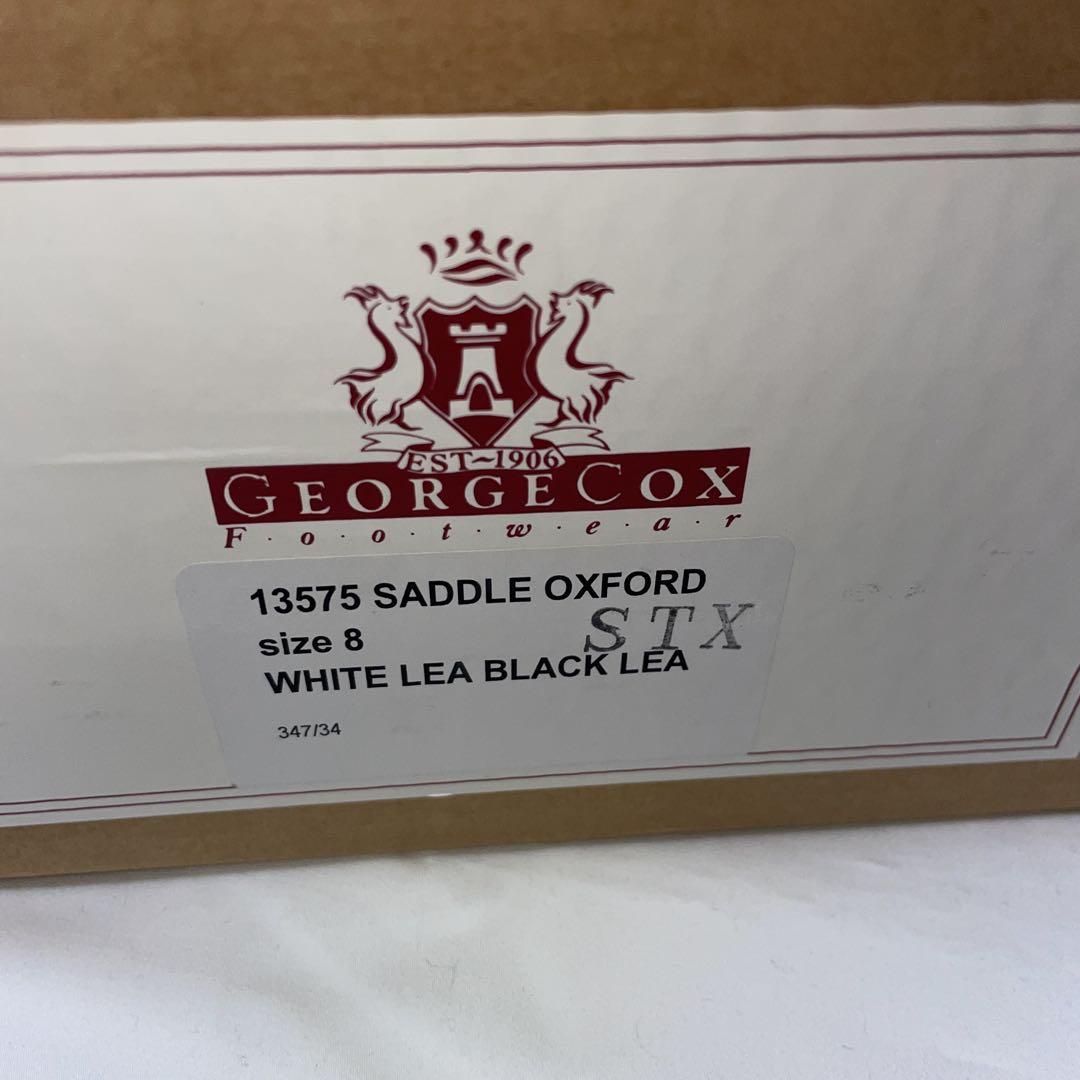 EST~1906
GEORGE COX
F·o·o·t·w·e·a·r
13575 SADDLE OXFORD
size 8
STX
WHITE LEA BLACK LEA
347/34